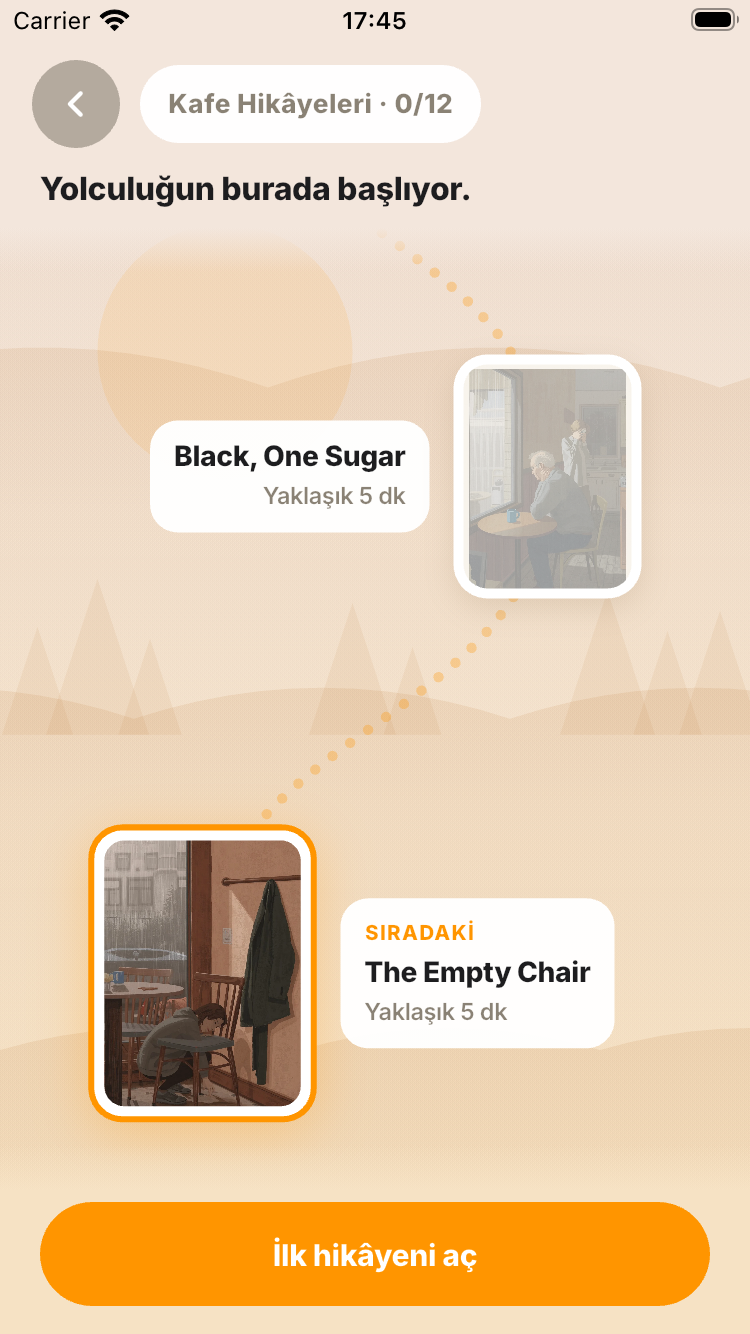 Carrier 17:45
Kafe Hikâyeleri · 0/12
Yolculuğun burada başlıyor.
Black, One Sugar
Yaklaşık 5 dk
SIRADAKİ
The Empty Chair
Yaklaşık 5 dk
İlk hikâyeni aç